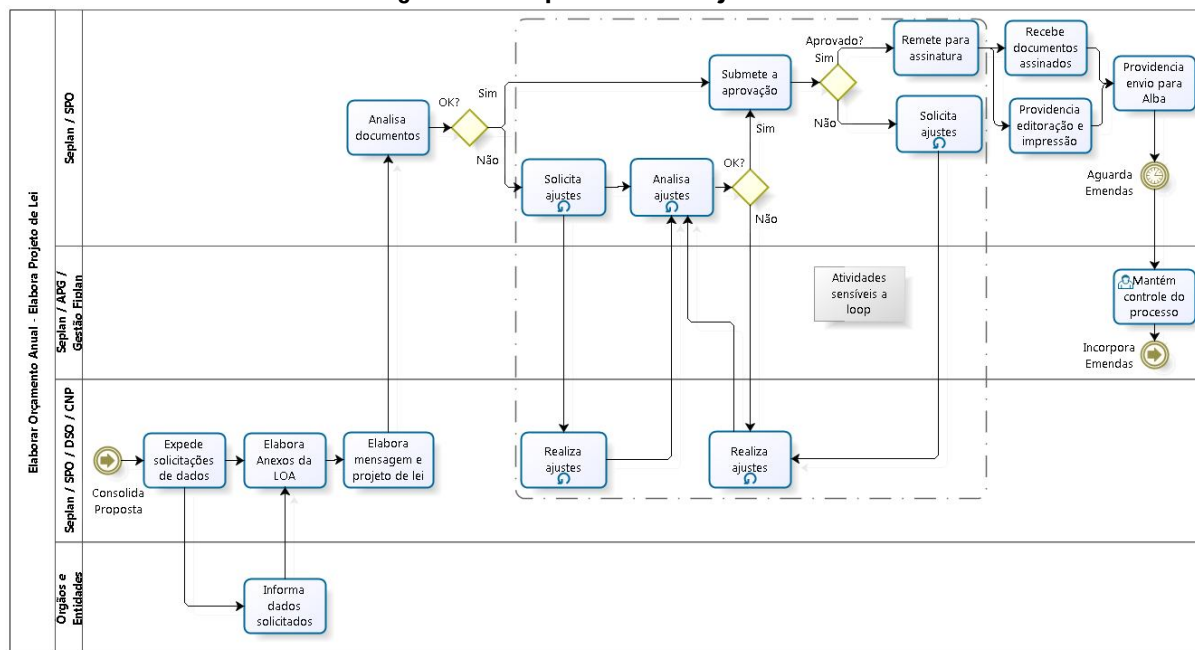 Elaborar Orçamento Anual - Elabora Projeto de Lei
Seplan / SPO
Analisa
documentos
OK?
Sim
Não
Solicita
ajustes
Analisa
ajustes
OK?
Sim
Não
Submete a
aprovação
Aprovado?
Sim
Não
Remete para
assinatura
Solicita
ajustes
Recebe
documentos
assinados
Providencia
editoração e
impressão
Providencia
envio para
Alba
Aguarda
Emendas
Seplan / APG /
Gestão Fiplan
Atividades
sensíveis a
loop
Mantém
controle do
processo
Incorpora
Emendas
Seplan / SPO / DSO / CNP
Consolida
Proposta
Expede
solicitações
de dados
Elabora
Anexos da
LOA
Elabora
mensagem e
projeto de lei
Realiza
ajustes
Realiza
ajustes
Orgãos e
Entidades
Informa
dados
solicitados